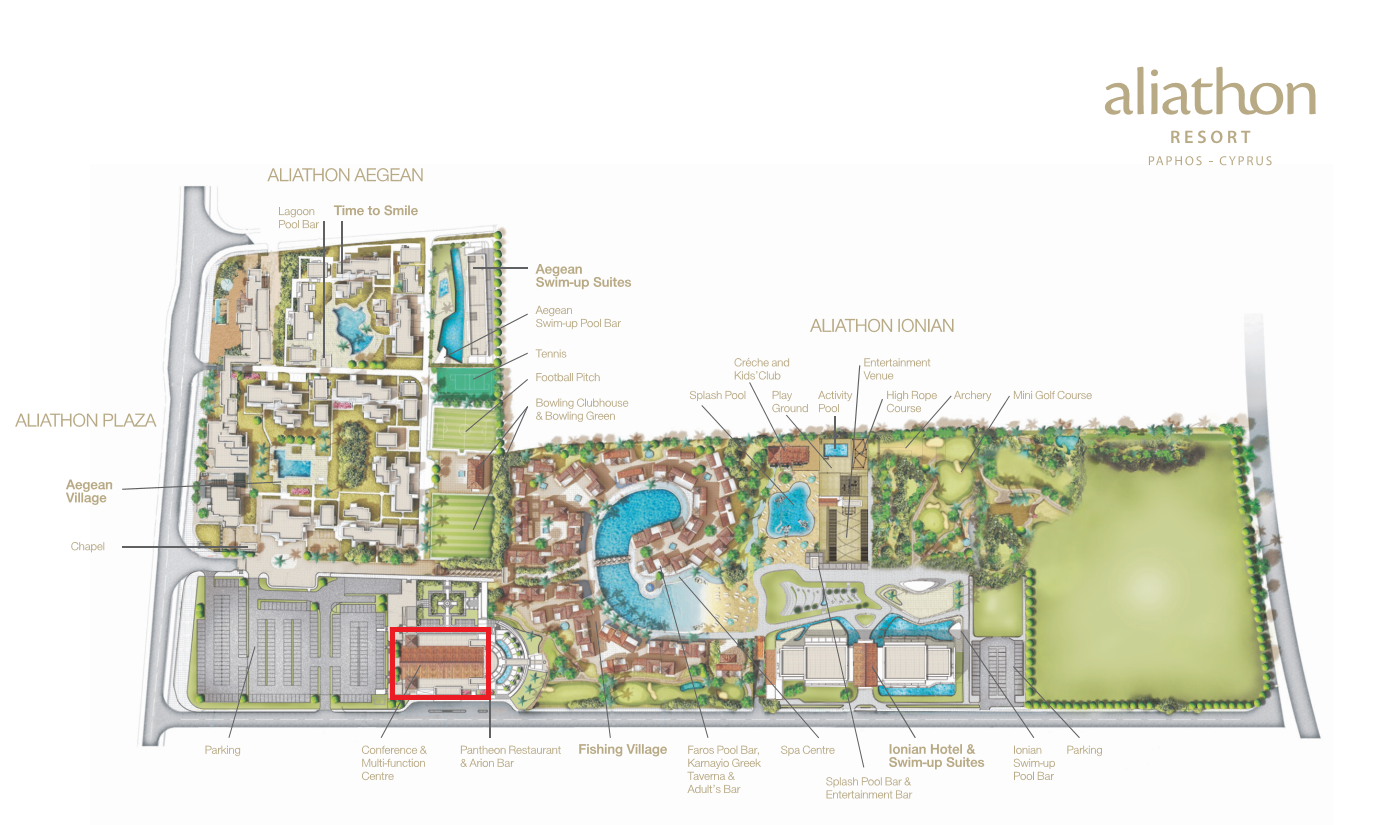 aliathon
RESORT
PAPHOS - CYPRUS
ALIATHON AEGEAN
Lagoon
Pool Bar
Time to Smile
Aegean
Swim-up Suites
Aegean
Swim-up Pool Bar
Tennis
Football Pitch
Bowling Clubhouse
& Bowling Green
ALIATHON PLAZA
Aegean
Village
Chapel
ALIATHON IONIAN
Crèche and
Kids'Club
Entertainment
Venue
Splash Pool
Play
Ground
Activity
Pool
High Rope
Course
Archery
Mini Golf Course
Parking
Conference &
Multi-function
Centre
Pantheon Restaurant
& Arion Bar
Fishing Village
Faros Pool Bar,
Karnayio Greek
Taverna &
Adult's Bar
Spa Centre
Splash Pool Bar &
Entertainment Bar
Ionian Hotel &
Swim-up Suites
Ionian
Swim-up
Pool Bar
Parking